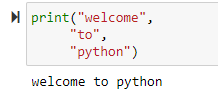 print("welcome",
"to",
"python")
welcome to python